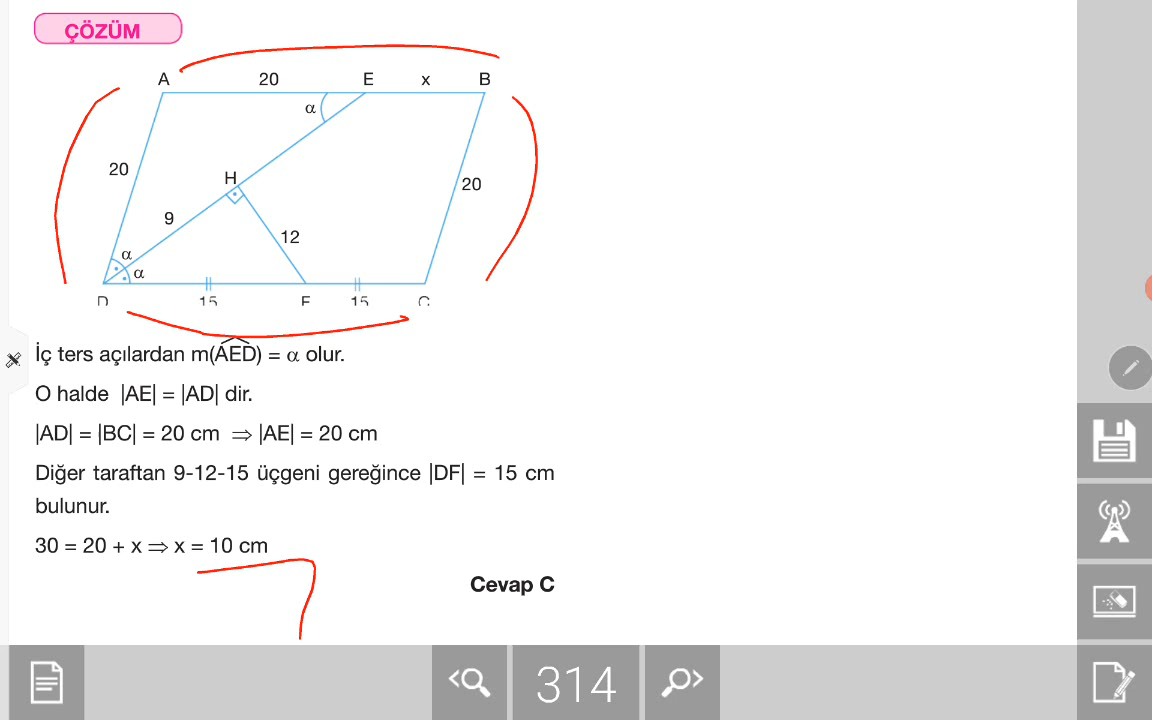 ÇÖZÜM
A 20 E x B
α
20 H 20
9 12
α
α
D 15 F 15 C
İç ters açılardan m(AED) = α olur.
O halde |AE| = |AD| dir.
|AD| = |BC| = 20 cm ⇒ |AE| = 20 cm
Diğer taraftan 9-12-15 üçgeni gereğince |DF| = 15 cm
bulunur.
30 = 20 + x ⇒ x = 10 cm
Cevap C
314